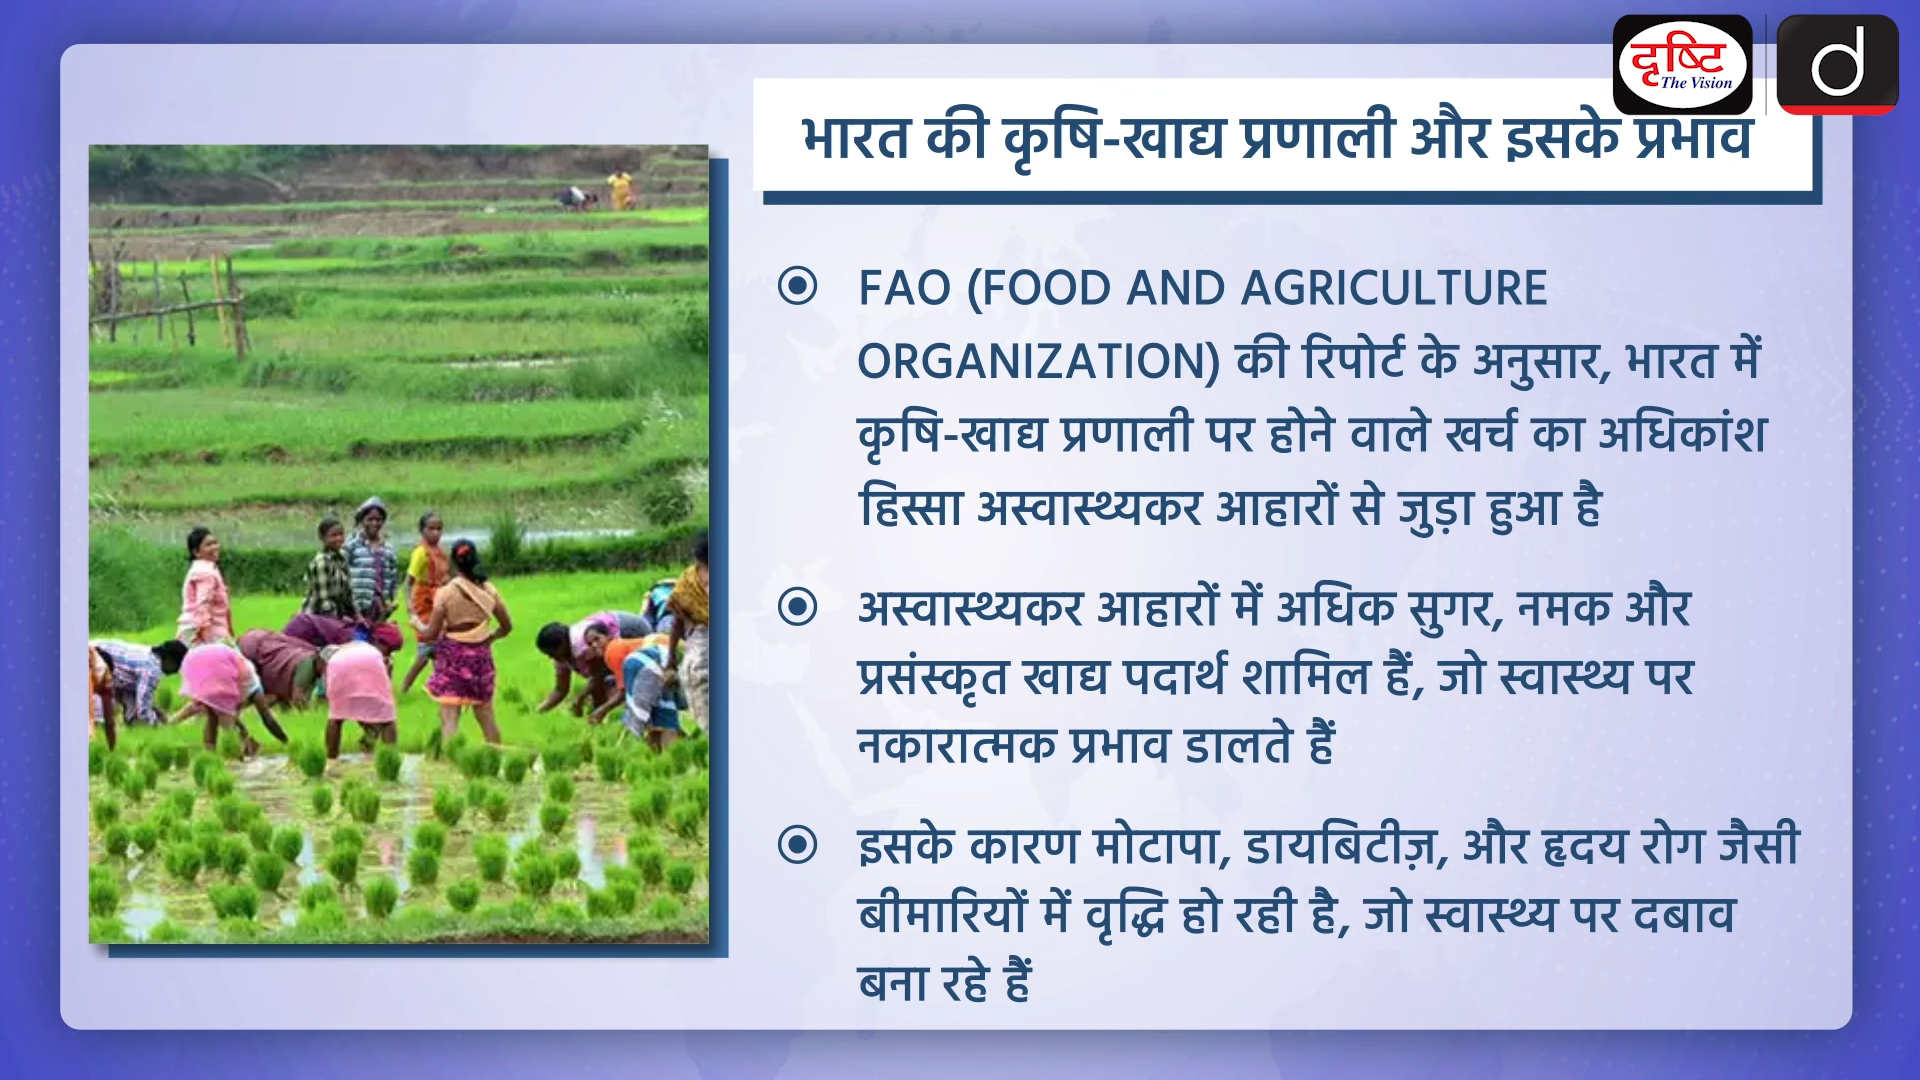 दृष्टि
The Vision
d
भारत की कृषि-खाद्य प्रणाली और इसके प्रभाव
FAO (FOOD AND AGRICULTURE
ORGANIZATION) की रिपोर्ट के अनुसार, भारत में
कृषि-खाद्य प्रणाली पर होने वाले खर्च का अधिकांश
हिस्सा अस्वास्थ्यकर आहारों से जुड़ा हुआ है
अस्वास्थ्यकर आहारों में अधिक सुगर, नमक और
प्रसंस्कृत खाद्य पदार्थ शामिल हैं, जो स्वास्थ्य पर
नकारात्मक प्रभाव डालते हैं
इसके कारण मोटापा, डायबिटीज़, और हृदय रोग जैसी
बीमारियों में वृद्धि हो रही है, जो स्वास्थ्य पर दबाव
बना रहे हैं